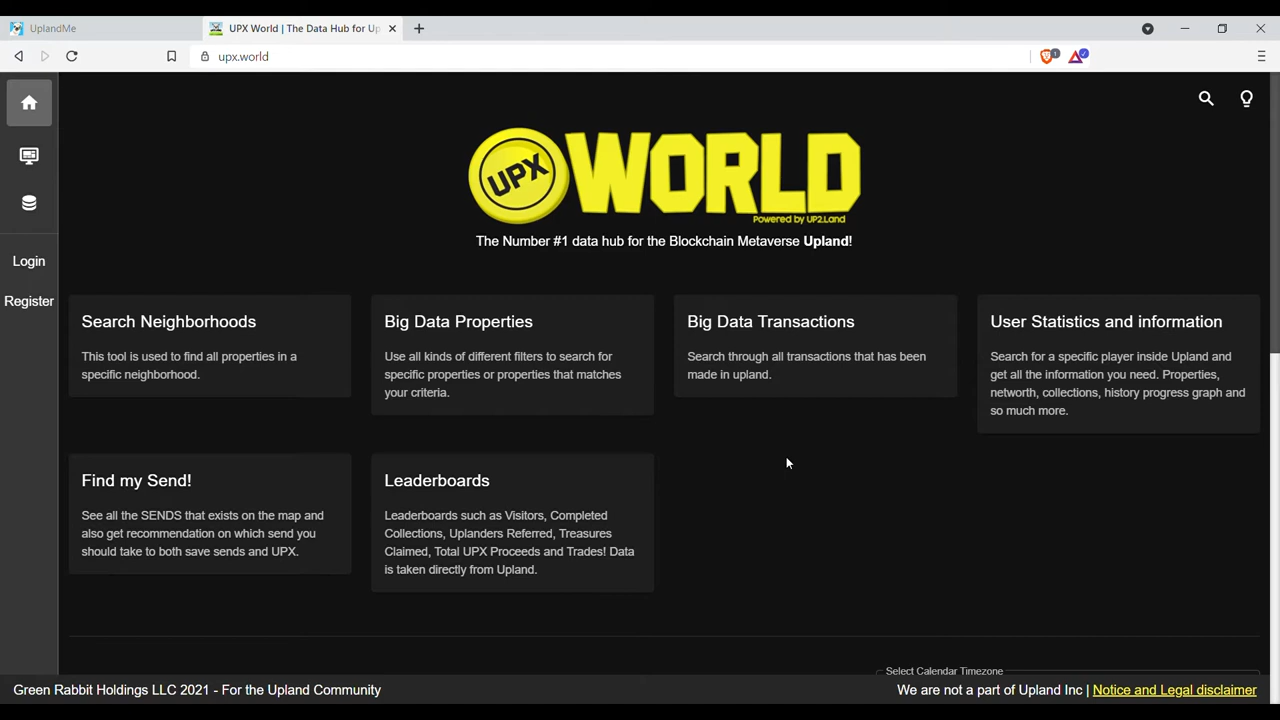 UplandMe
UPX World | The Data Hub for Up
upx.world
UPX WORLD
Powered by UP2.Land
The Number #1 data hub for the Blockchain Metaverse Upland!
Login
Register
Search Neighborhoods
This tool is used to find all properties in a
specific neighborhood.
Big Data Properties
Use all kinds of different filters to search for
specific properties or properties that matches
your criteria.
Big Data Transactions
Search through all transactions that has been
made in upland.
User Statistics and information
Search for a specific player inside Upland and
get all the information you need. Properties,
networth, collections, history progress graph and
so much more.
Find my Send!
See all the SENDS that exists on the map and
also get recommendation on which send you
should take to both save sends and UPX.
Leaderboards
Leaderboards such as Visitors, Completed
Collections, Uplanders Referred, Treasures
Claimed, Total UPX Proceeds and Trades! Data
is taken directly from Upland.
Select Calendar Timezone
Green Rabbit Holdings LLC 2021 - For the Upland Community
We are not a part of Upland Inc | Notice and Legal disclaimer